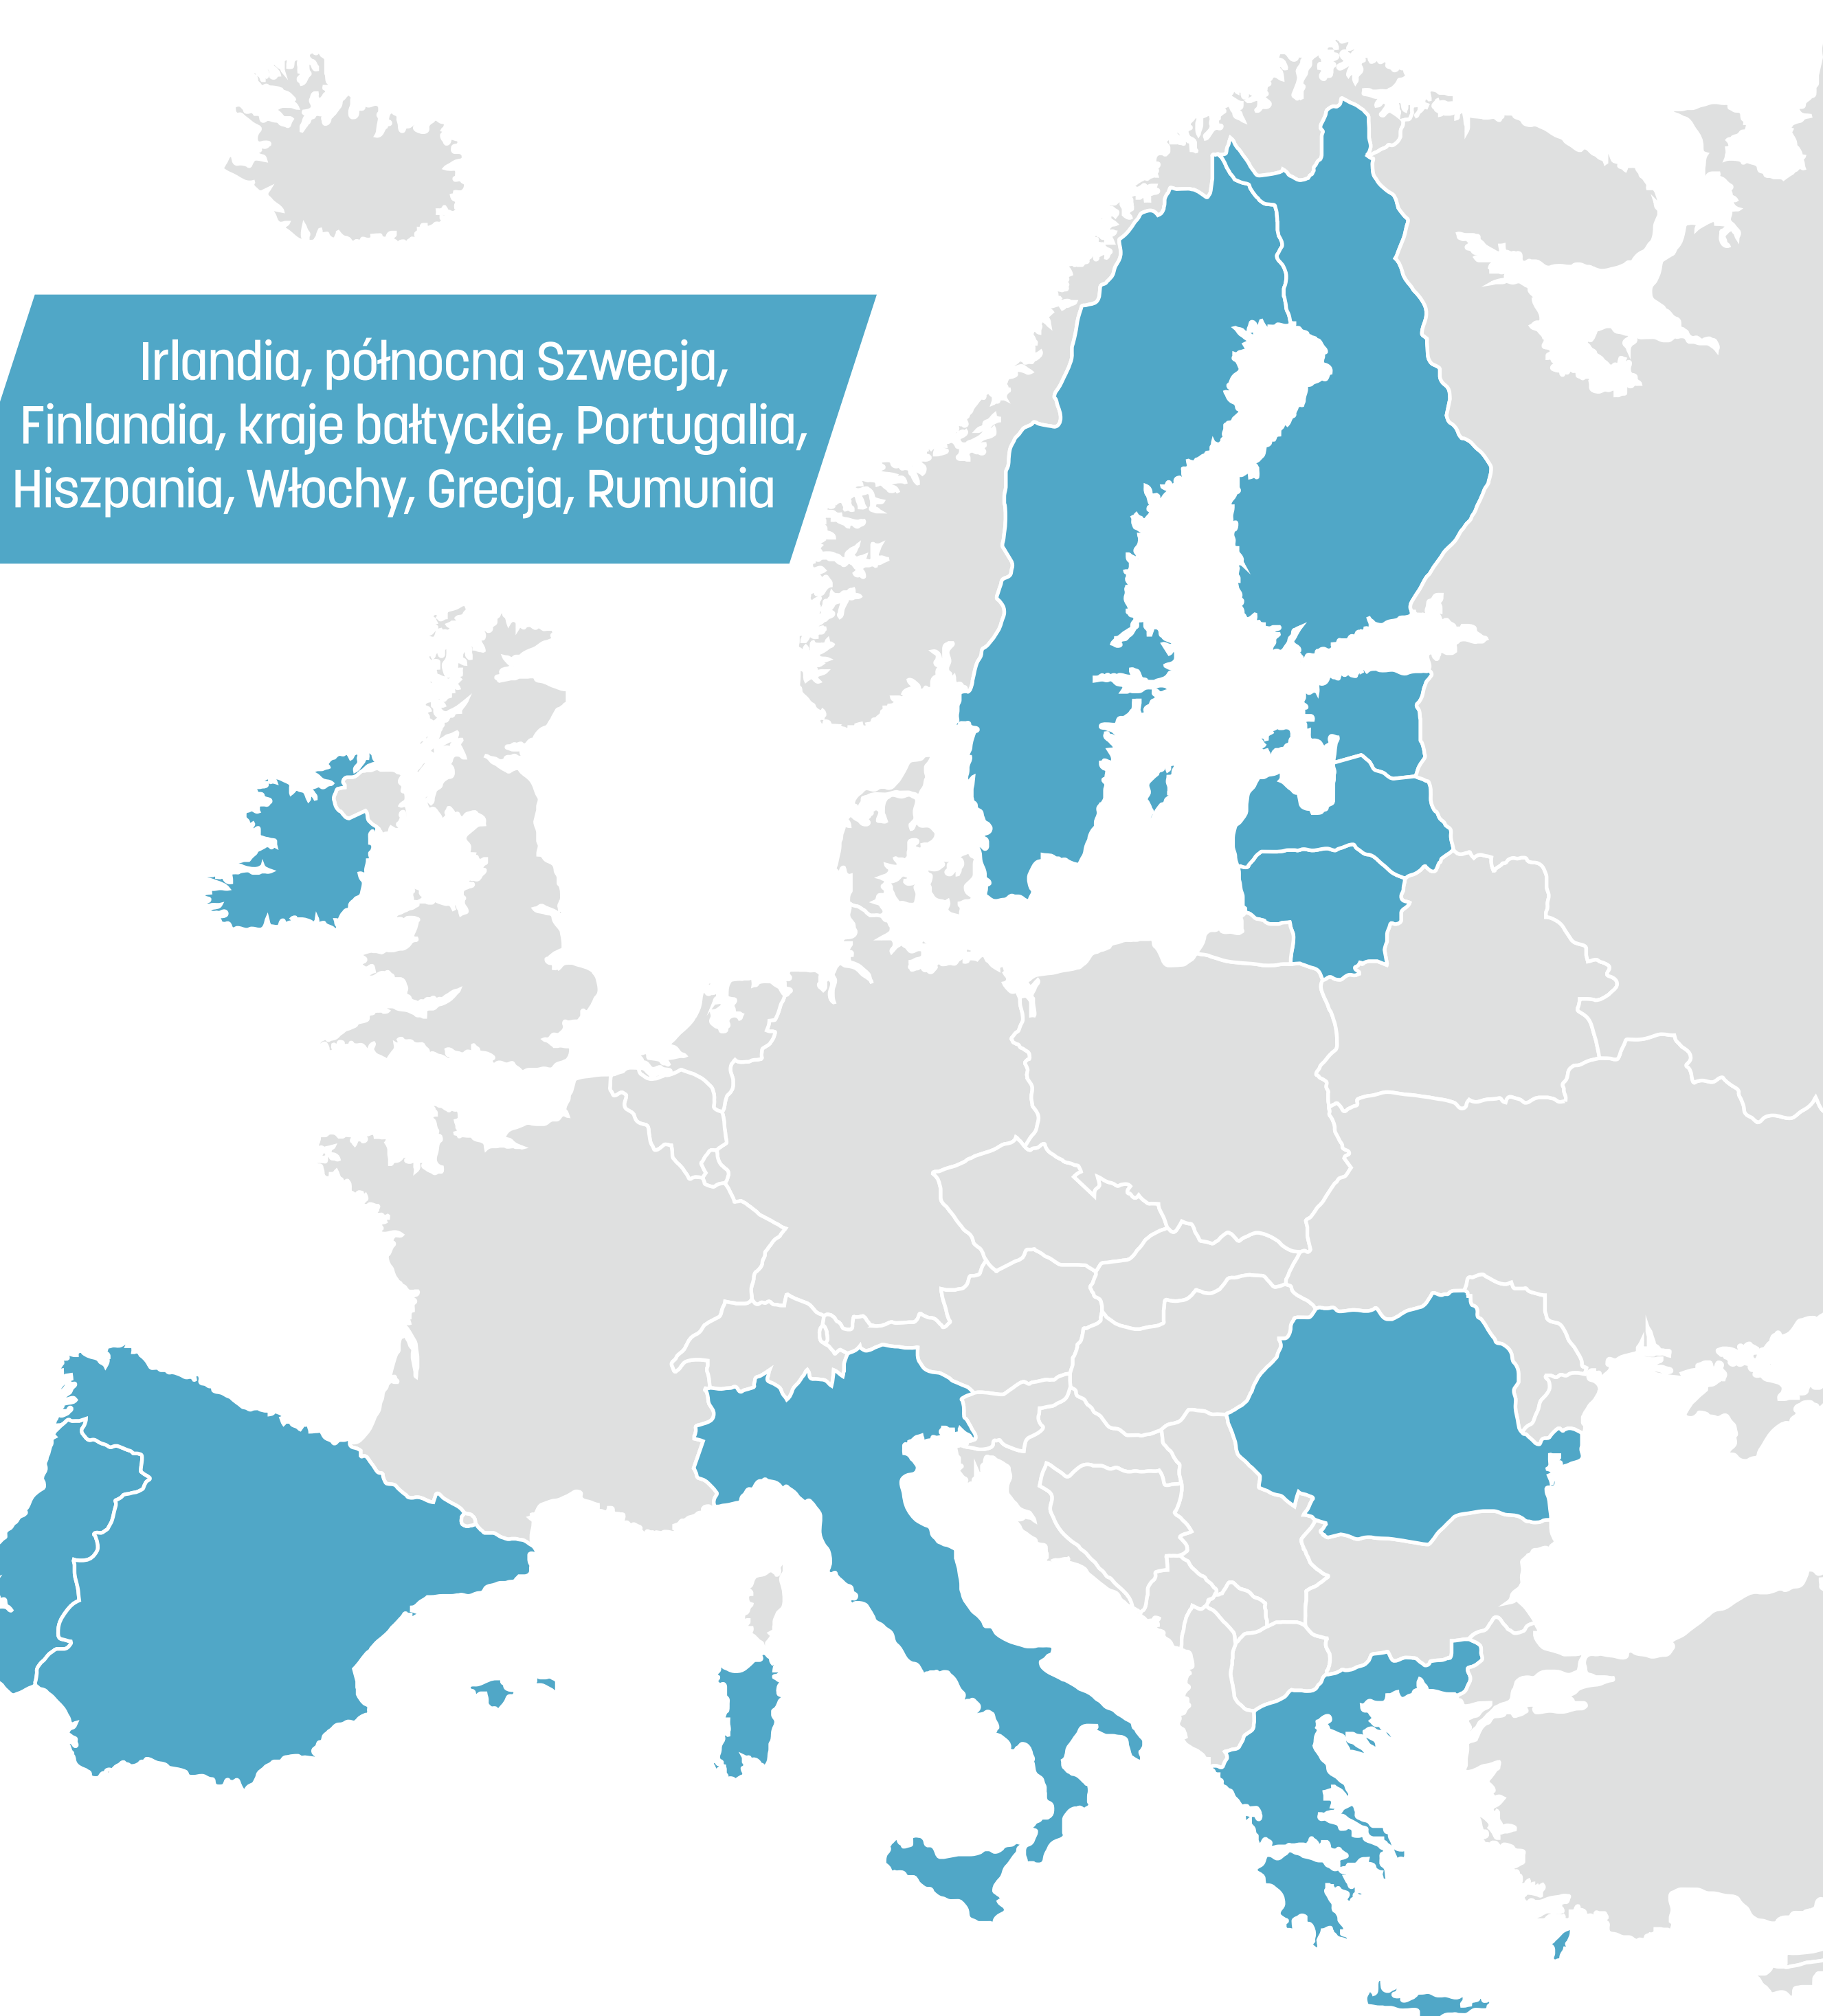 Irlandia, północna Szwecja,
Finlandia, kraje bałtyckie, Portugalia,
Hiszpania, Włochy, Grecja, Rumunia